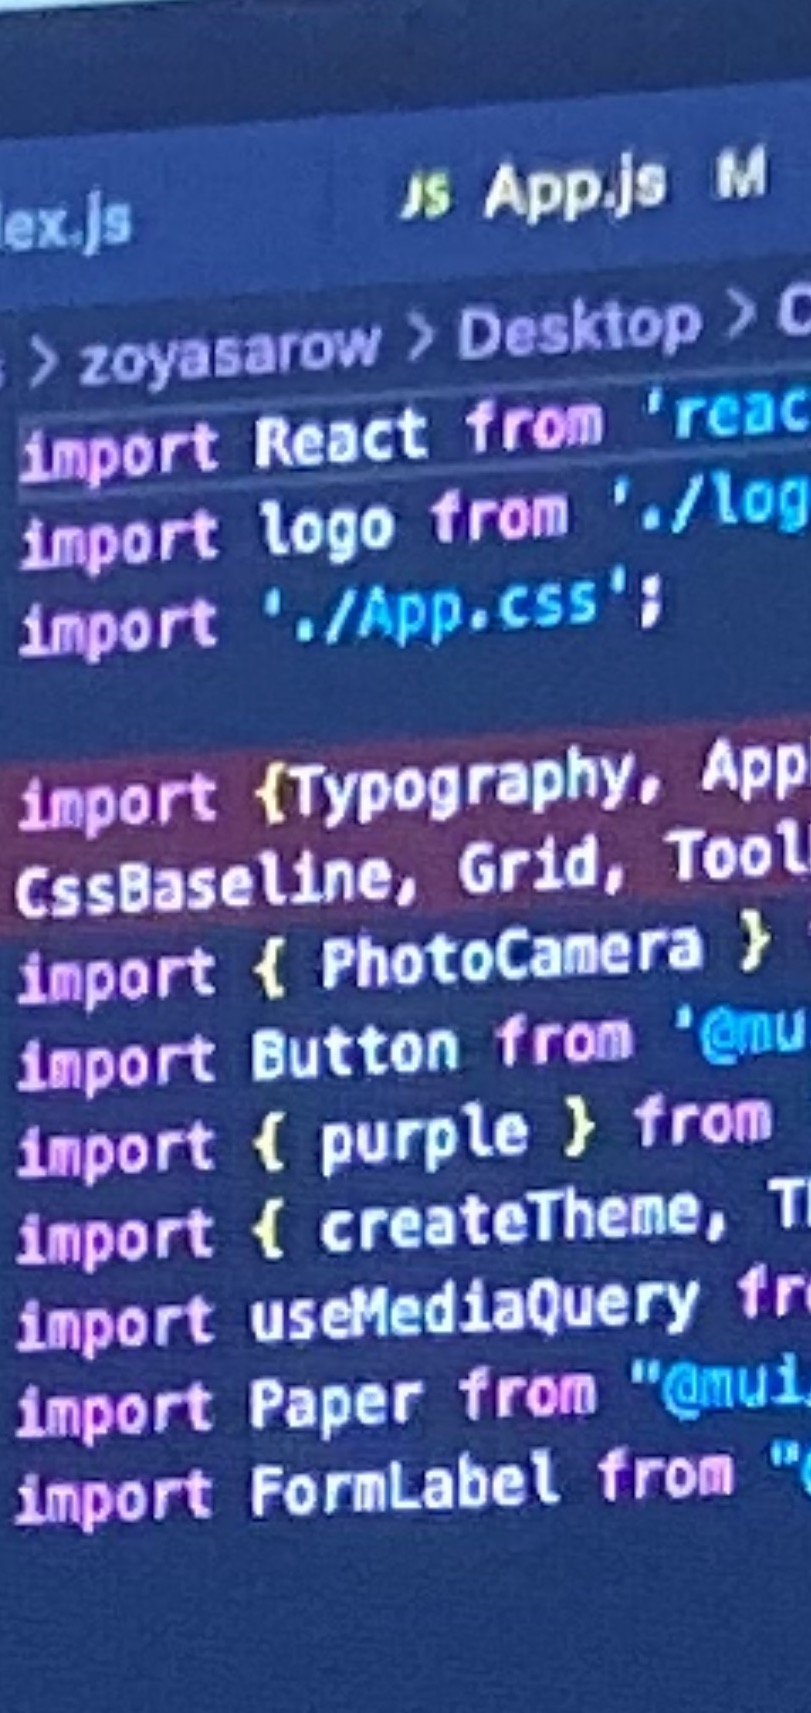 ex.js JS App.js M
> zoyasarow > Desktop >
import React from 'reac
import logo from './log
import './App.css';
import {Typography, App
CssBaseline, Grid, Tool
import { PhotoCamera }
import Button from '@mu
import { purple } from
import { createTheme, Th
import useMediaQuery fr
import Paper from "@mui
import FormLabel from "@